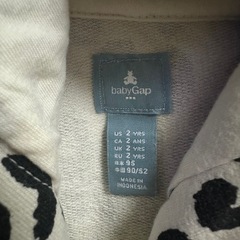 babyGap
US 2 YRS
CA 2 ANS
UK 2 YRS
EU 2 YRS
95
90/52
MADE IN
INDONESIA